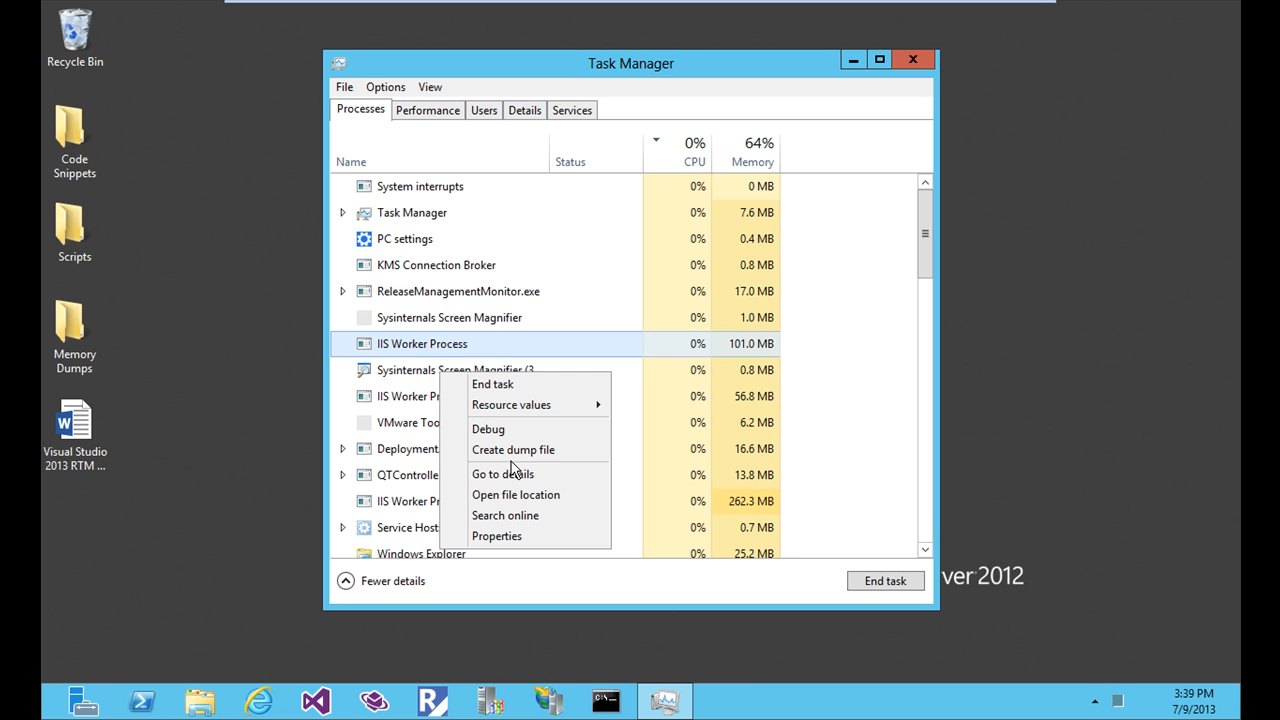 Recycle Bin
Code
Snippets
Scripts
Memory
Dumps
Visual Studio
2013 RTM ...
Task Manager
File Options View
Processes Performance Users Details Services
0% 64%
Name Status CPU Memory
System interrupts 0% 0 MB
Task Manager 0% 7.6 MB
PC settings 0% 0.4 MB
KMS Connection Broker 0% 0.8 MB
ReleaseManagementMonitor.exe 0% 17.0 MB
Sysinternals Screen Magnifier 0% 1.0 MB
IIS Worker Process 0% 101.0 MB
Sysinternals Screen Magnifier (3 0% 0.8 MB
IIS Worker Pr 0% 56.8 MB
VMware Too 0% 6.2 MB
Deployment 0% 16.6 MB
QTControlle 0% 13.8 MB
IIS Worker Pr 0% 262.3 MB
Service Host 0% 0.7 MB
Windows Explorer 0% 25.2 MB
End task
Resource values
Debug
Create dump file
Go to details
Open file location
Search online
Properties
Fewer details End task
ver 2012
3:39 PM
7/9/2013